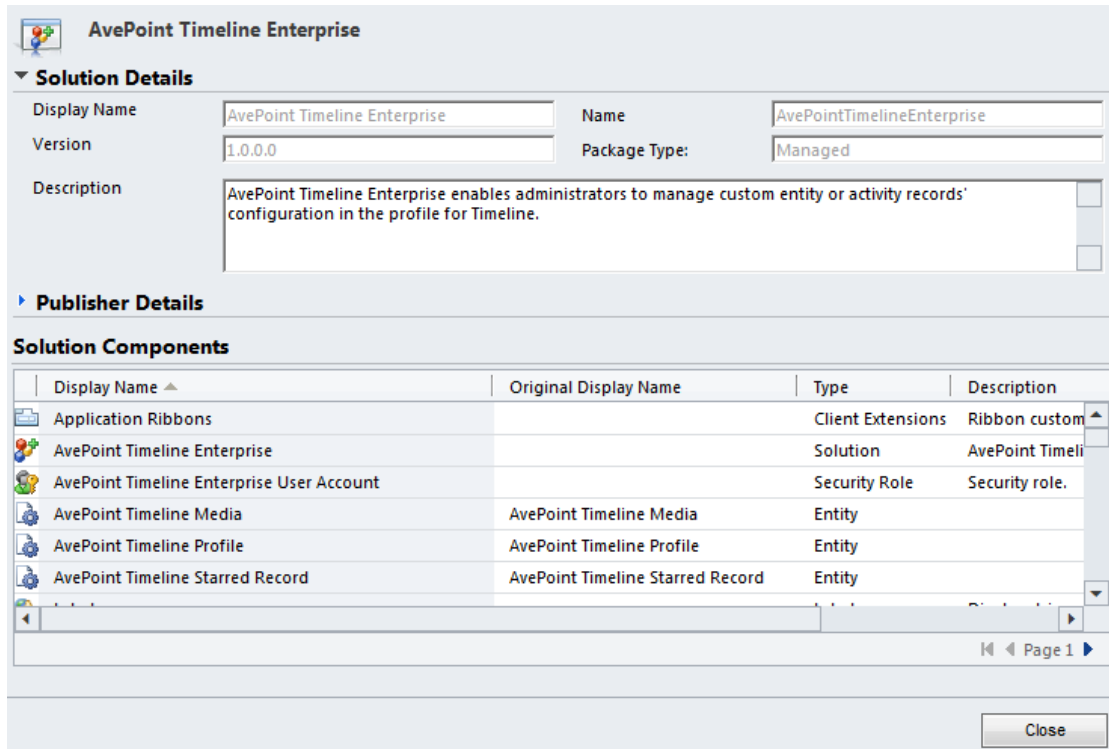 AvePoint Timeline Enterprise
Solution Details
Display Name AvePoint Timeline Enterprise Name AvePointTimelineEnterprise
Version 1.0.0.0 Package Type: Managed
Description AvePoint Timeline Enterprise enables administrators to manage custom entity or activity records'
configuration in the profile for Timeline.
Publisher Details
Solution Components
Display Name Original Display Name Type Description
Application Ribbons Client Extensions Ribbon custom
AvePoint Timeline Enterprise Solution AvePoint Timeli
AvePoint Timeline Enterprise User Account Security Role Security role.
AvePoint Timeline Media AvePoint Timeline Media Entity
AvePoint Timeline Profile AvePoint Timeline Profile Entity
AvePoint Timeline Starred Record AvePoint Timeline Starred Record Entity
Page 1
Close